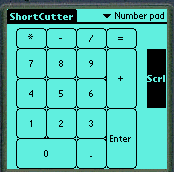 ShortCutter ▼ Number pad
* - / =
7 8 9 +
Scrl
4 5 6
1 2 3 Enter
0 .